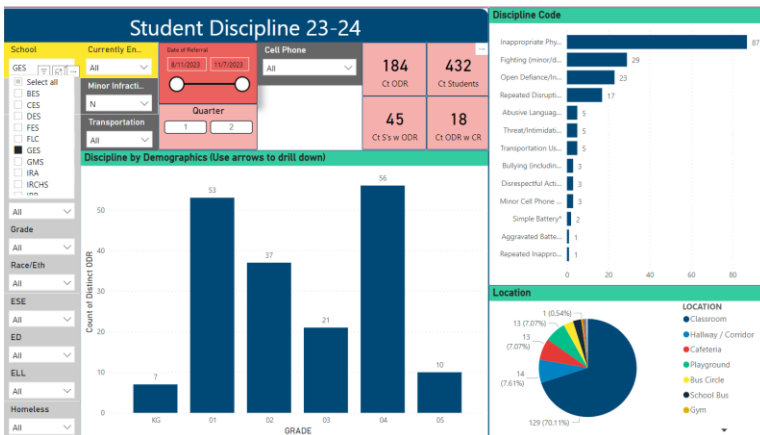 Student Discipline 23-24
School
GES
Select all
BES
CES
DES
FES
FLC
GES
GMS
IRA
IRCHS
All
Grade
All
Race/Eth
All
ESE
All
ED
All
ELL
All
Homeless
All
Currently En...
All
Minor Infracti...
N
Transportation
All
Date of Referral
8/11/2023 11/7/2023
Quarter
1 2
Cell Phone
All
184
Ct ODR
432
Ct Students
45
Ct S's w ODR
18
Ct ODR w CR
Discipline by Demographics (Use arrows to drill down)
Count of Distinct ODR
50
40
30
20
10
0
7
53
37
21
56
10
KG 01 02 03 04 05
GRADE
Discipline Code
Inappropriate Phy... 87
Fighting (minor/d... 29
Open Defiance/In... 23
Repeated Disrupti... 17
Abusive Languag... 5
Threat/Intimidati... 5
Transportation Us... 5
Bullying (includin... 3
Disrespectful Acti... 3
Minor Cell Phone ... 3
Simple Battery* 2
Aggravated Batte... 1
Repeated Inappro... 1
0 20 40 60 80
Location
1 (0.54%)
13 (7.07%)
13
(7.07%)
14
(7.61%)
129 (70.11%)
LOCATION
Classroom
Hallway / Corridor
Cafeteria
Playground
Bus Circle
School Bus
Gym